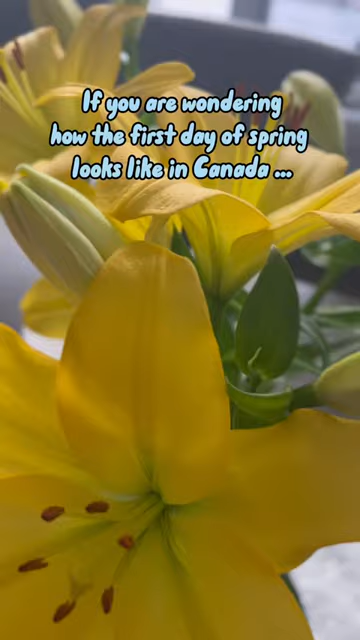 If you are wondering
how the first day of spring
looks like in Canada ...